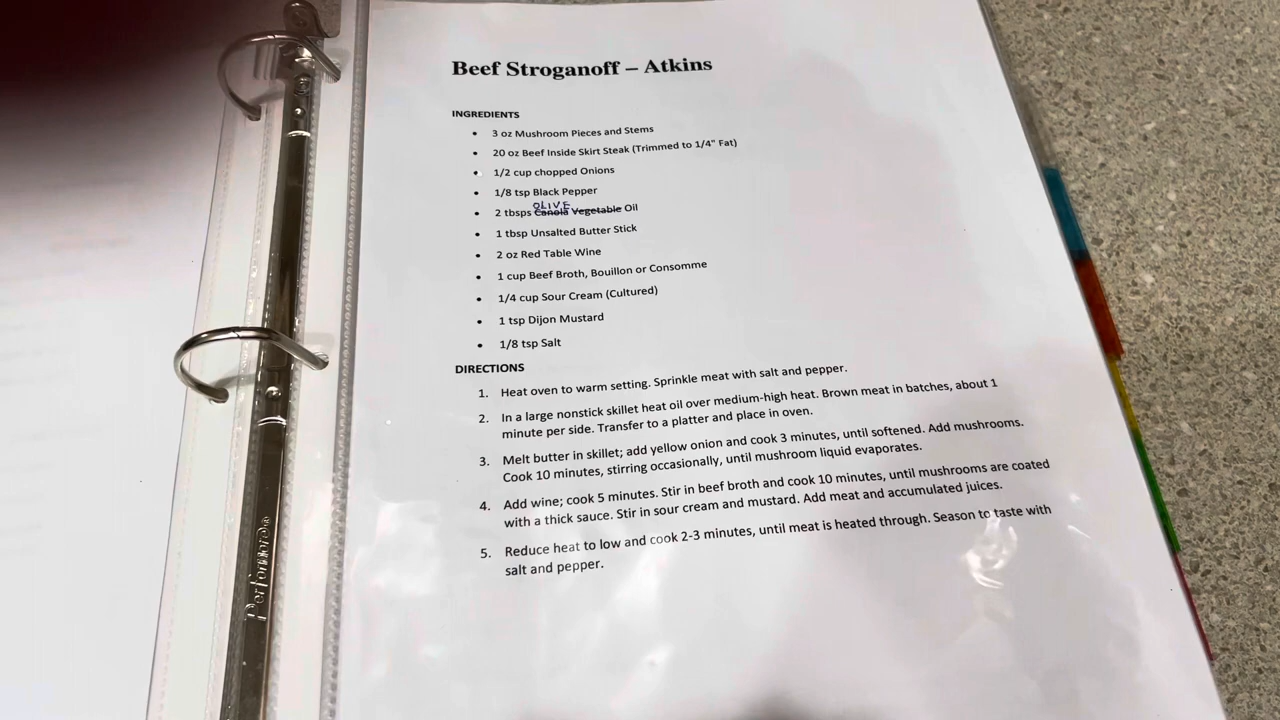 Beef Stroganoff – Atkins
INGREDIENTS
• 3 oz Mushroom Pieces and Stems
• 20 oz Beef Inside Skirt Steak (Trimmed to 1/4" Fat)
• 1/2 cup chopped Onions
• 1/8 tsp Black Pepper
OLIVE
• 2 tbsps Canola Vegetable Oil
• 1 tbsp Unsalted Butter Stick
• 2 oz Red Table Wine
• 1 cup Beef Broth, Bouillon or Consomme
• 1/4 cup Sour Cream (Cultured)
• 1 tsp Dijon Mustard
• 1/8 tsp Salt
DIRECTIONS
1. Heat oven to warm setting. Sprinkle meat with salt and pepper.
2. In a large nonstick skillet heat oil over medium-high heat. Brown meat in batches, about 1
minute per side. Transfer to a platter and place in oven.
3. Melt butter in skillet; add yellow onion and cook 3 minutes, until softened. Add mushrooms.
Cook 10 minutes, stirring occasionally, until mushroom liquid evaporates.
4. Add wine; cook 5 minutes. Stir in beef broth and cook 10 minutes, until mushrooms are coated
with a thick sauce. Stir in sour cream and mustard. Add meat and accumulated juices.
5. Reduce heat to low and cook 2-3 minutes, until meat is heated through. Season to taste with
salt and pepper.